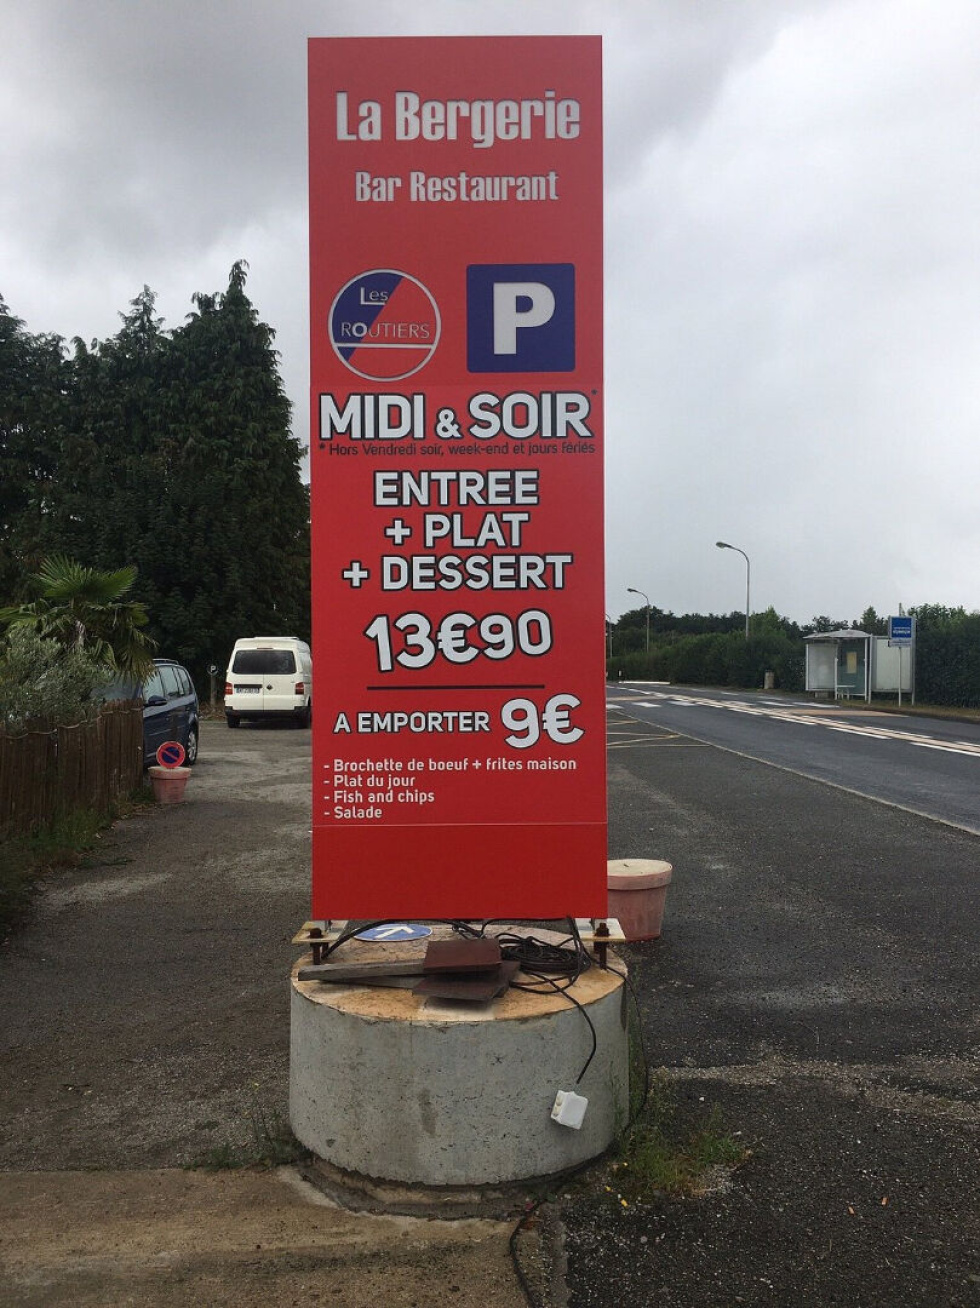 La Bergerie
Bar Restaurant
Les
ROUTIERS
P
MIDI & SOIR*
* Hors Vendredi soir, week-end et jours fériés
ENTREE
+ PLAT
+ DESSERT
13€90
A EMPORTER 9€
- Brochette de boeuf + frites maison
- Plat du jour
- Fish and chips
- Salade